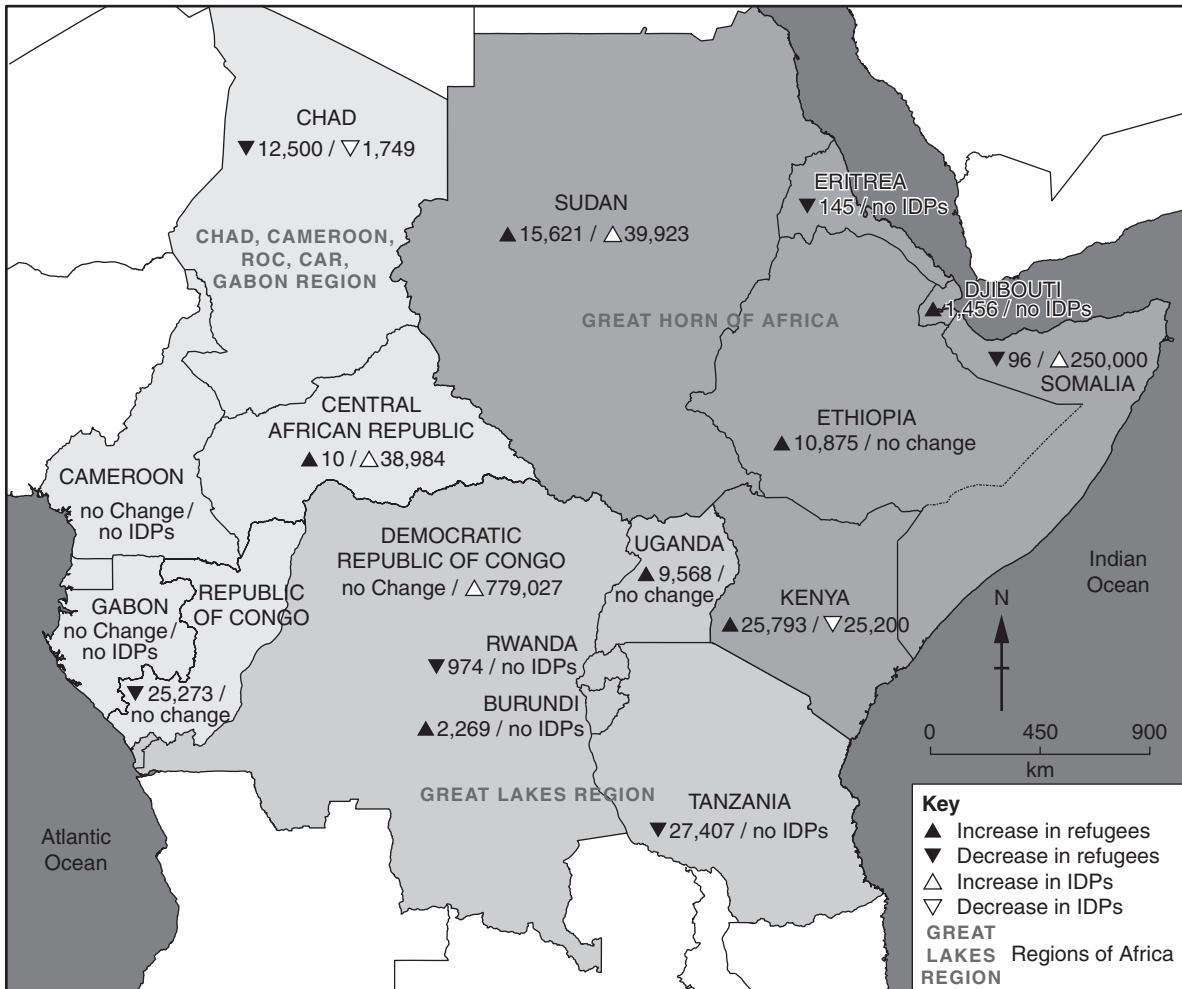 CHAD
▼ 12,500 / ▽ 1,749
CHAD, CAMEROON,
ROC, CAR,
GABON REGION
SUDAN
▲ 15,621 / △ 39,923
ERITREA
▼ 145 / no IDPs
DJIBOUTI
▲ 1,456 / no IDPs
GREAT HORN OF AFRICA
▼ 96 / △ 250,000
SOMALIA
ETHIOPIA
▲ 10,875 / no change
CENTRAL
AFRICAN REPUBLIC
▲ 10 / △ 38,984
CAMEROON
no Change /
no IDPs
DEMOCRATIC
REPUBLIC OF CONGO
no Change / △ 779,027
UGANDA
▲ 9,568 /
no change
KENYA
▲ 25,793 / ▽ 25,200
Indian
Ocean
REPUBLIC
OF CONGO
GABON
no Change /
no IDPs
▼ 25,273 /
no change
RWANDA
▼ 974 / no IDPs
BURUNDI
▲ 2,269 / no IDPs
GREAT LAKES REGION
TANZANIA
▼ 27,407 / no IDPs
Atlantic
Ocean
N
0 450 900
km
Key
▲ Increase in refugees
▼ Decrease in refugees
△ Increase in IDPs
▽ Decrease in IDPs
GREAT
LAKES
REGION
Regions of Africa